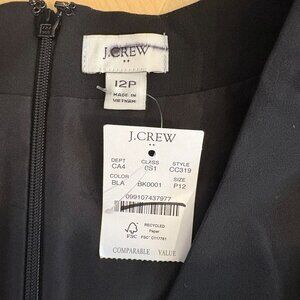 J.CREW
12P
MADE IN
VIETNAM
J.CREW
DEPT CLASS STYLE
CA4 CS1 CC319
COLOR SIZE
BLA BK0001 P12
099107437977
FSC
RECYCLED
Paper
COMPARABLE VALUE